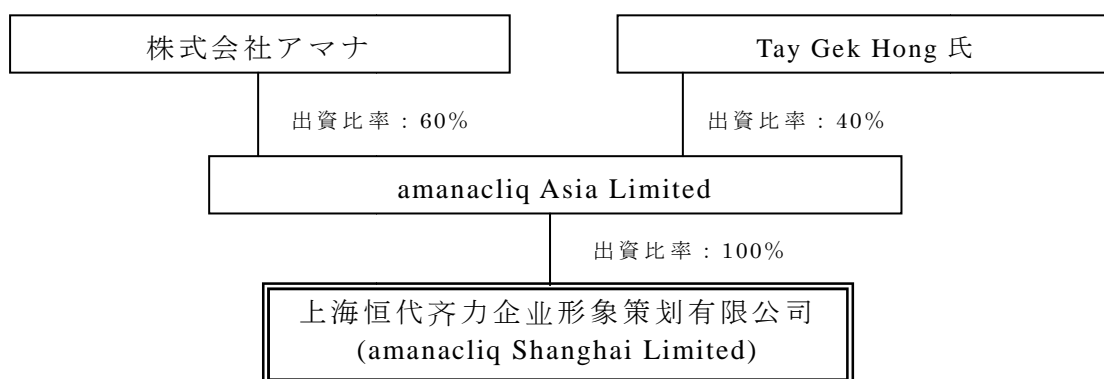 株式会社アマナ
Tay Gek Hong 氏
出資比率：60%
出資比率：40%
amanacliq Asia Limited
出資比率：100%
上海恒代齐力企业形象策划有限公司
(amanacliq Shanghai Limited)